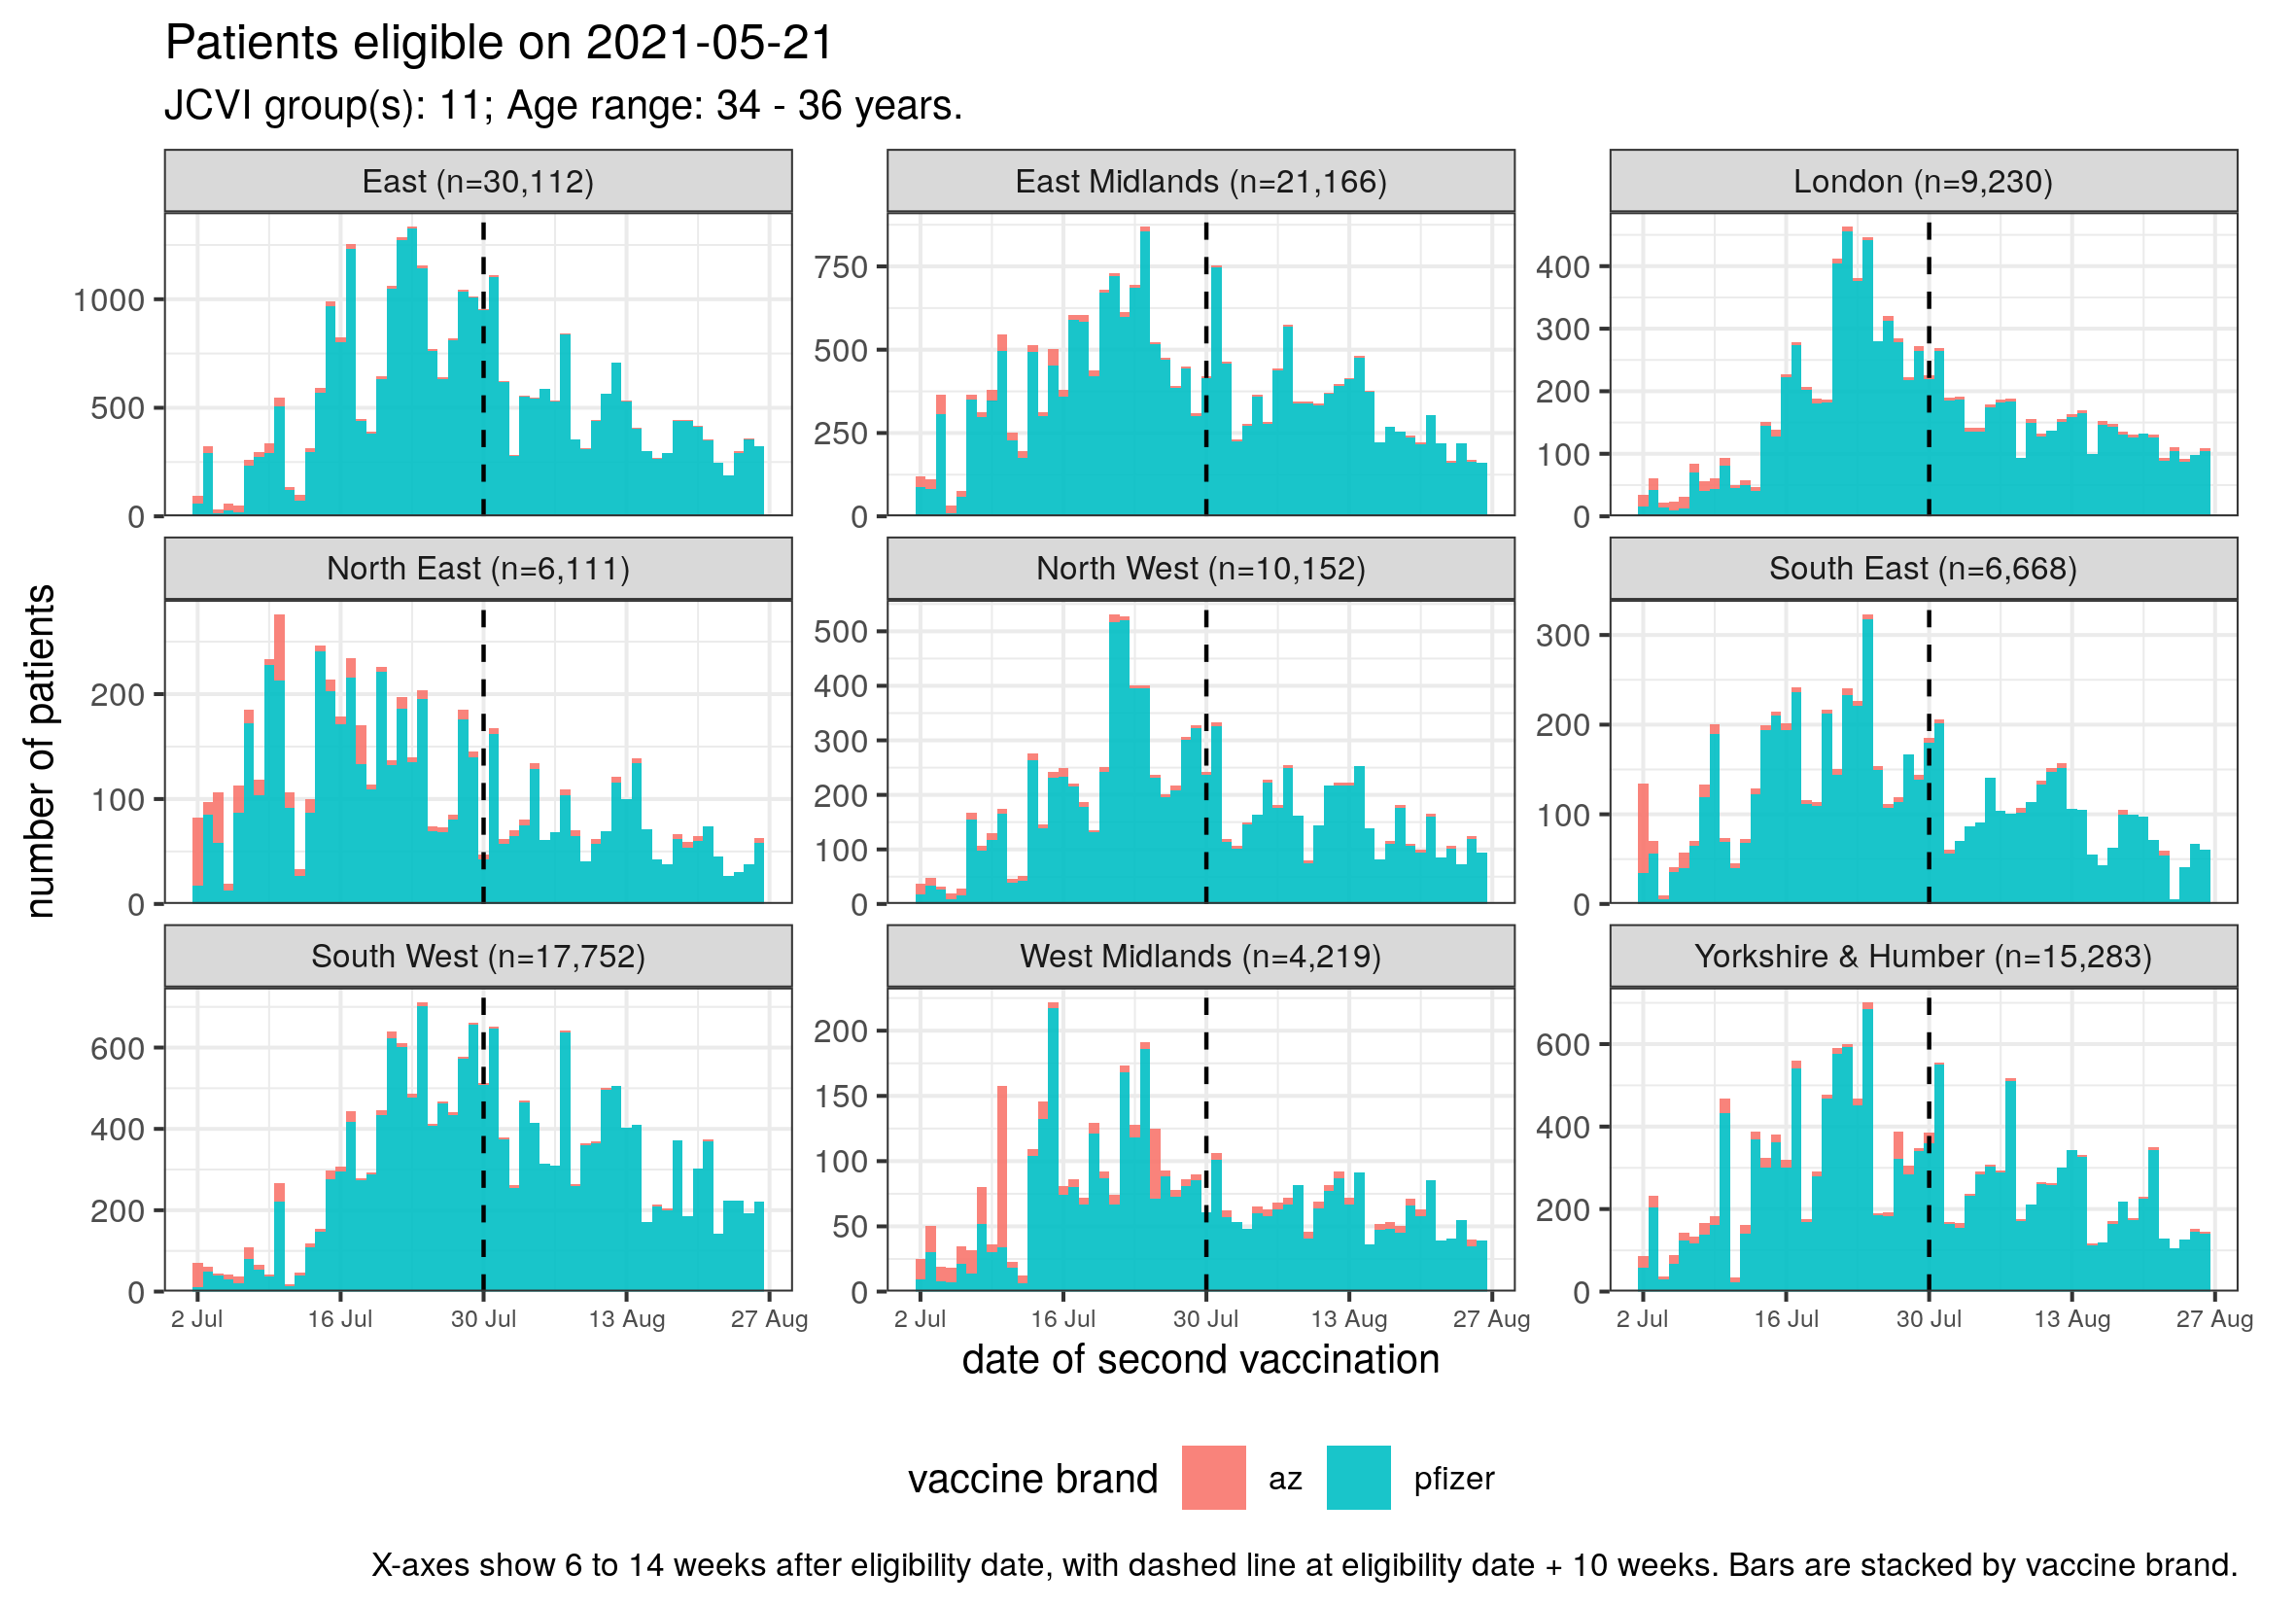 Patients eligible on 2021-05-21
JCVI group(s): 11; Age range: 34 - 36 years.
East (n=30,112)
East Midlands (n=21,166)
London (n=9,230)
1000
500
0
750
500
250
0
400
300
200
100
0
North East (n=6,111)
North West (n=10,152)
South East (n=6,668)
200
100
0
500
400
300
200
100
0
300
200
100
0
number of patients
South West (n=17,752)
West Midlands (n=4,219)
Yorkshire & Humber (n=15,283)
600
400
200
0
200
150
100
50
0
600
400
200
0
2 Jul 16 Jul 30 Jul 13 Aug 27 Aug
2 Jul 16 Jul 30 Jul 13 Aug 27 Aug
2 Jul 16 Jul 30 Jul 13 Aug 27 Aug
date of second vaccination
vaccine brand az pfizer
X-axes show 6 to 14 weeks after eligibility date, with dashed line at eligibility date + 10 weeks. Bars are stacked by vaccine brand.